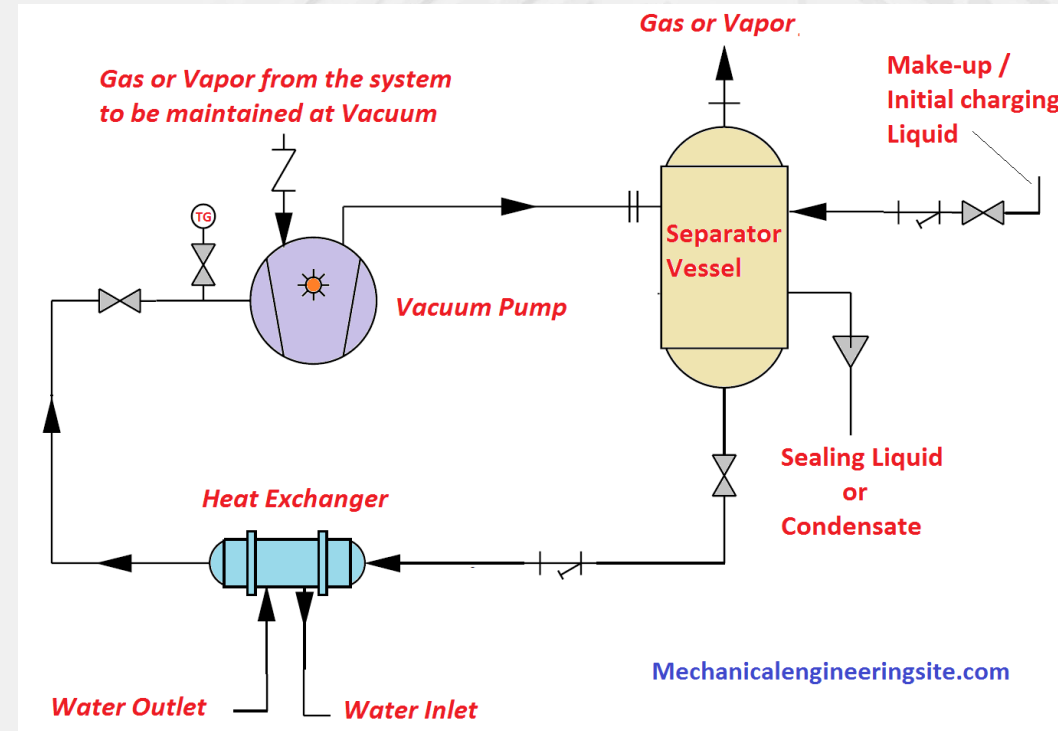 Gas or Vapor
Gas or Vapor from the system
to be maintained at Vacuum
Make-up /
Initial charging
Liquid
TG
Separator
Vessel
Vacuum Pump
Sealing Liquid
or
Condensate
Heat Exchanger
Mechanicalengineeringsite.com
Water Outlet
Water Inlet